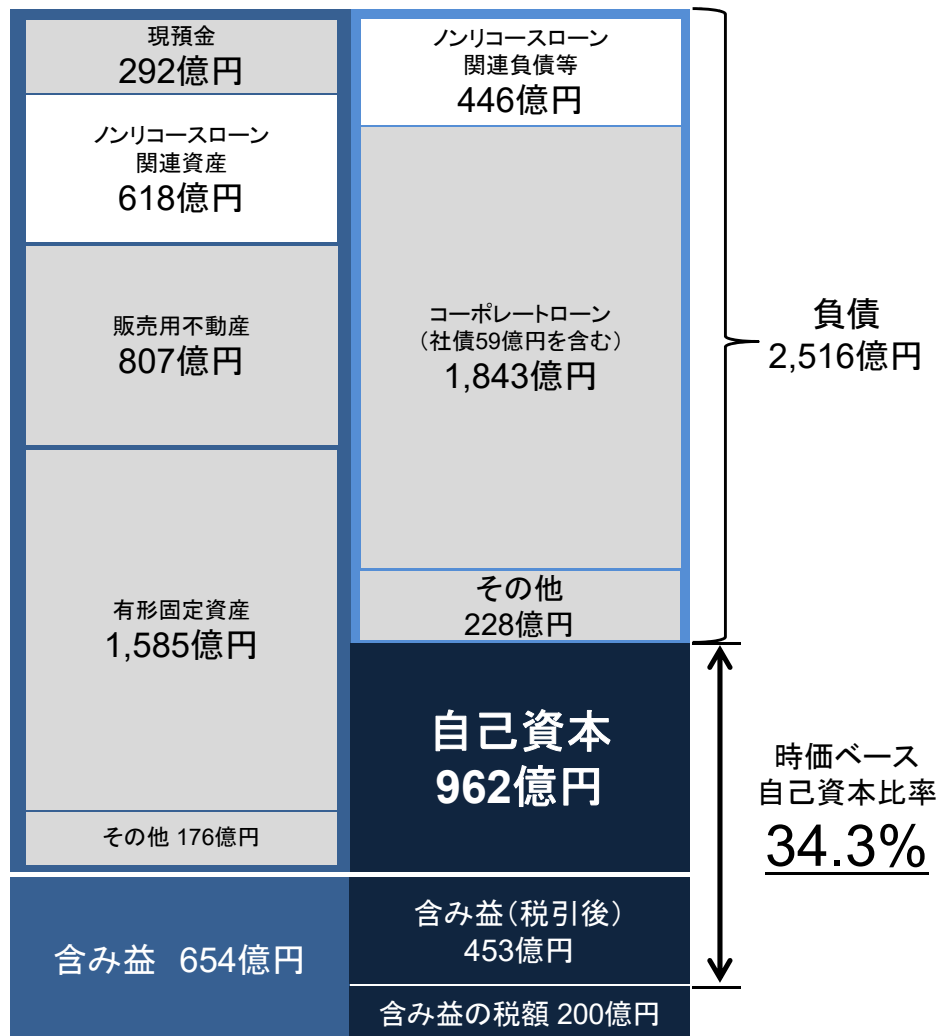 現預金
292億円
ノンリコースローン
関連資産
618億円
販売用不動産
807億円
有形固定資産
1,585億円
その他 176億円
含み益 654億円
ノンリコースローン
関連負債等
446億円
コーポレートローン
（社債59億円を含む）
1,843億円
その他
228億円
自己資本
962億円
含み益（税引後）
453億円
含み益の税額 200億円
負債
2,516億円
時価ベース
自己資本比率
34.3%